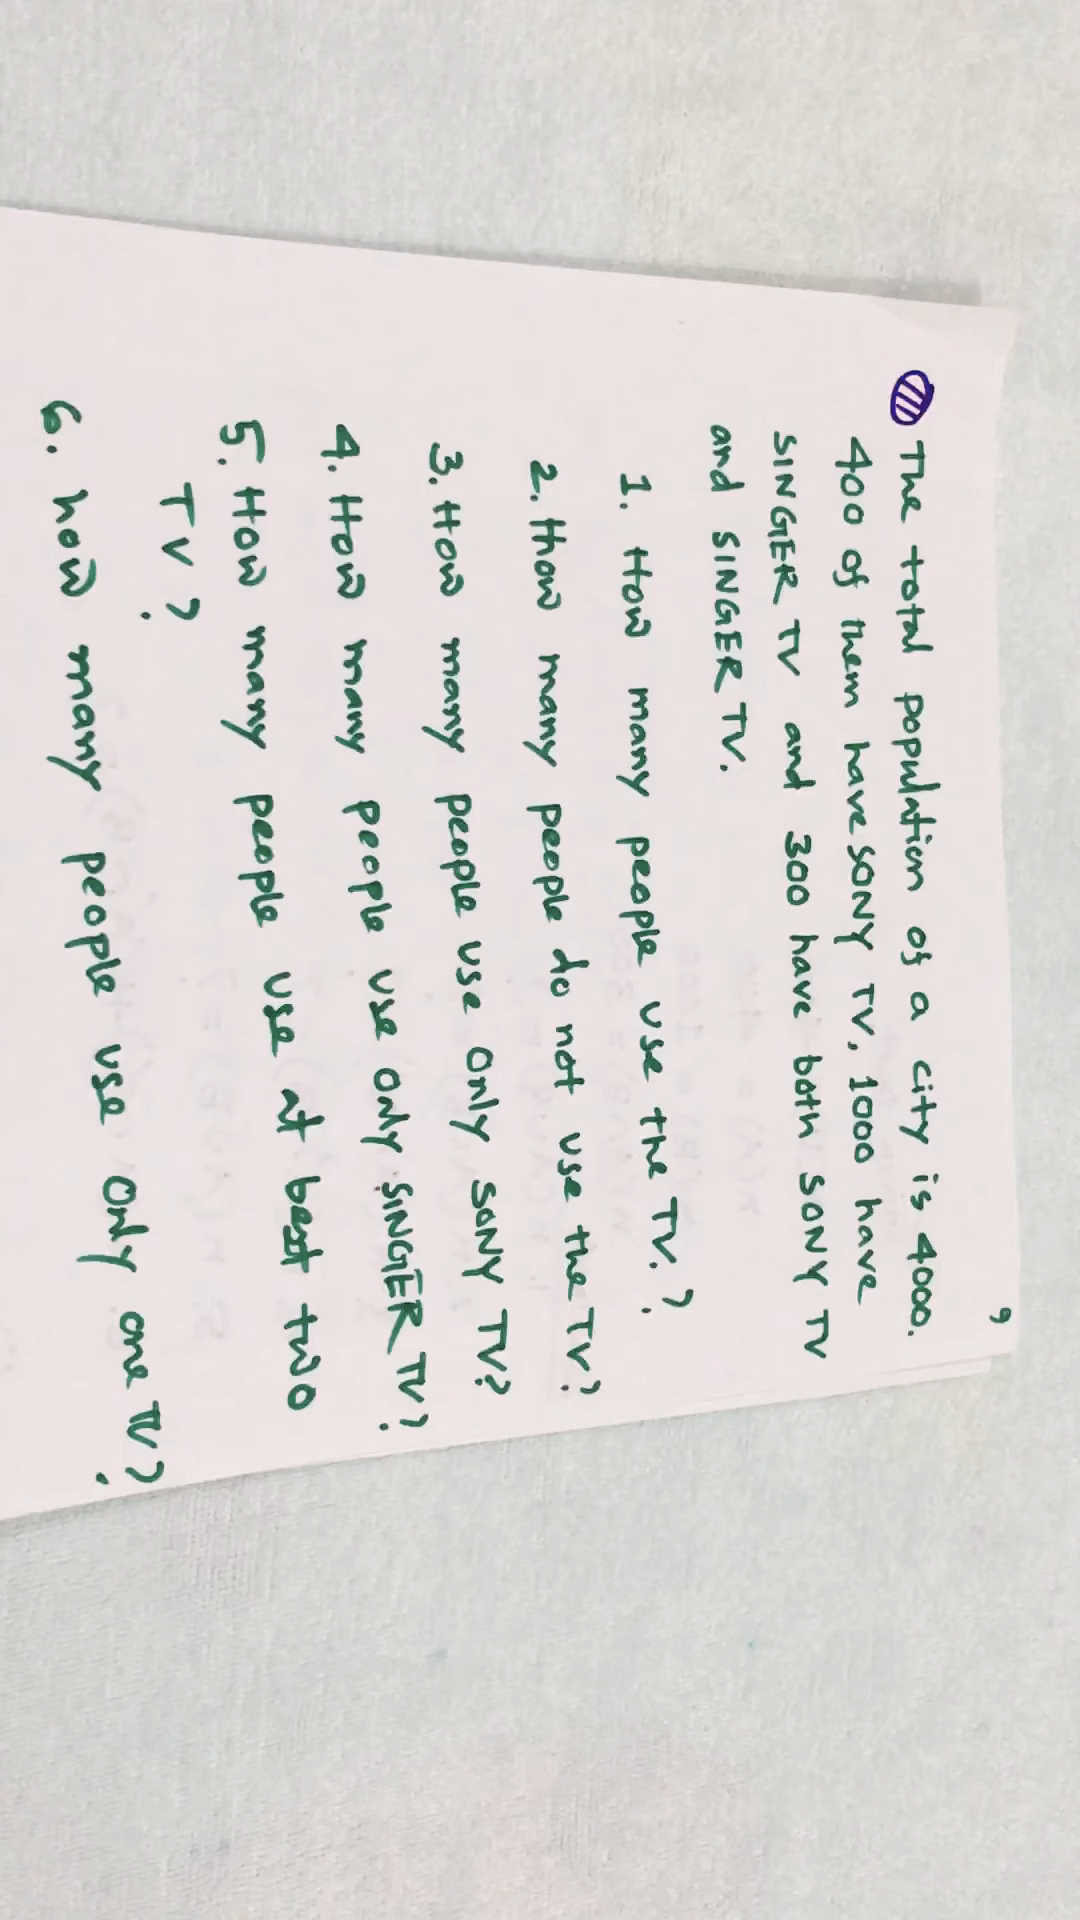 The total population of a city is 4000.
400 of them have SONY TV, 1000 have
SINGER TV and 300 have both SONY TV
and SINGER TV.
1. How many people use the TV.?
2. How many people do not use the TV?
3. How many people use only SONY TV?
4. How many people use only SINGER TV?
5. How many people use at best two
TV?
6. how many people use only one TV?